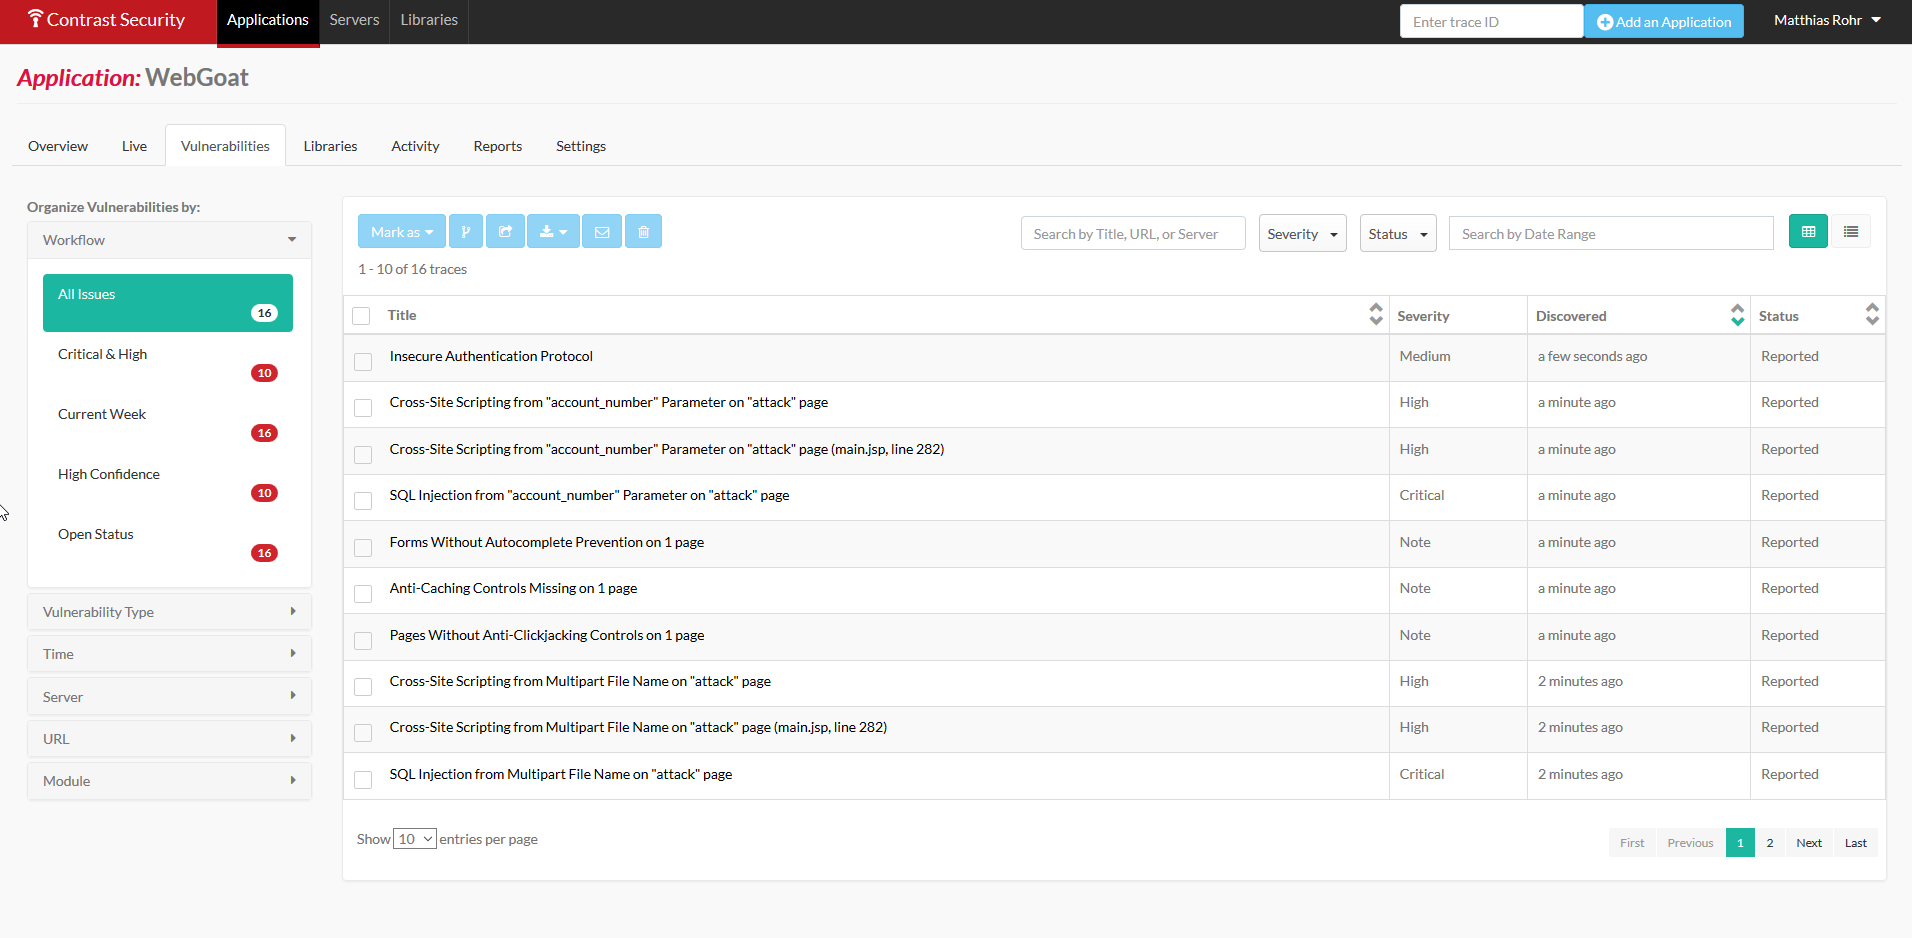 Contrast Security Applications Servers Libraries Enter trace ID Add an Application Matthias Rohr
Application: WebGoat
Overview Live Vulnerabilities Libraries Activity Reports Settings
Organize Vulnerabilities by:
Workflow
All Issues
16
Critical & High
10
Current Week
16
High Confidence
10
Open Status
16
Vulnerability Type
Time
Server
URL
Module
Mark as Search by Title, URL, or Server Severity Status Search by Date Range
1 - 10 of 16 traces
Title Severity Discovered Status
Insecure Authentication Protocol Medium a few seconds ago Reported
Cross-Site Scripting from "account_number" Parameter on "attack" page High a minute ago Reported
Cross-Site Scripting from "account_number" Parameter on "attack" page (main.jsp, line 282) High a minute ago Reported
SQL Injection from "account_number" Parameter on "attack" page Critical a minute ago Reported
Forms Without Autocomplete Prevention on 1 page Note a minute ago Reported
Anti-Caching Controls Missing on 1 page Note a minute ago Reported
Pages Without Anti-Clickjacking Controls on 1 page Note a minute ago Reported
Cross-Site Scripting from Multipart File Name on "attack" page High 2 minutes ago Reported
Cross-Site Scripting from Multipart File Name on "attack" page (main.jsp, line 282) High 2 minutes ago Reported
SQL Injection from Multipart File Name on "attack" page Critical 2 minutes ago Reported
Show 10 entries per page First Previous 1 2 Next Last